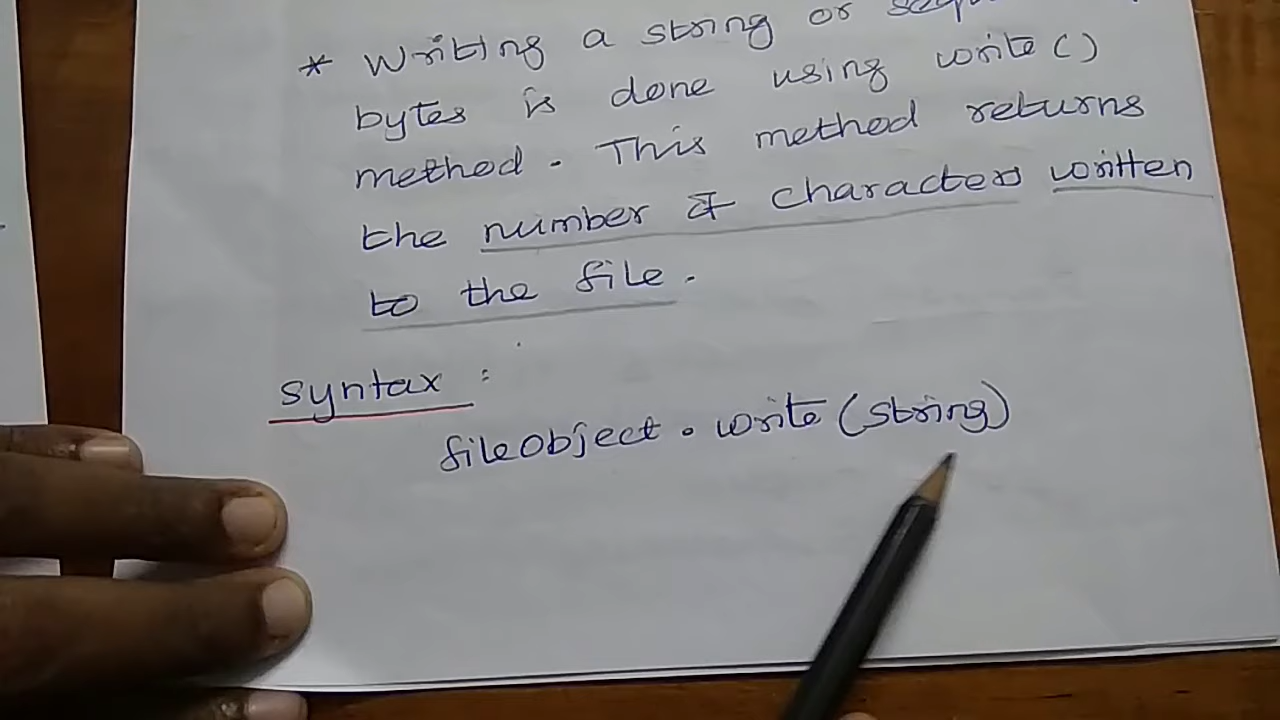 * Writing a string or
bytes is done using write()
method. This method returns
the number of characters written
to the file.
Syntax :
fileObject . write (string)